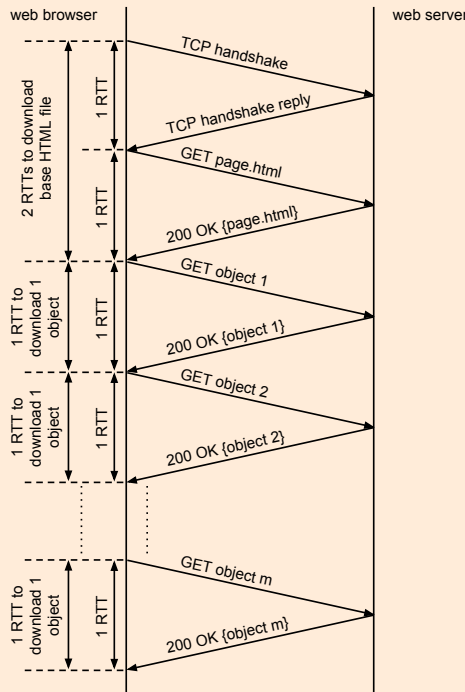 web browser
web server
TCP handshake
1 RTT
2 RTTs to download
base HTML file
TCP handshake reply
GET page.html
1 RTT
200 OK {page.html}
GET object 1
1 RTT to
download 1
object
1 RTT
200 OK {object 1}
GET object 2
1 RTT to
download 1
object
1 RTT
200 OK {object 2}
GET object m
1 RTT to
download 1
object
1 RTT
200 OK {object m}